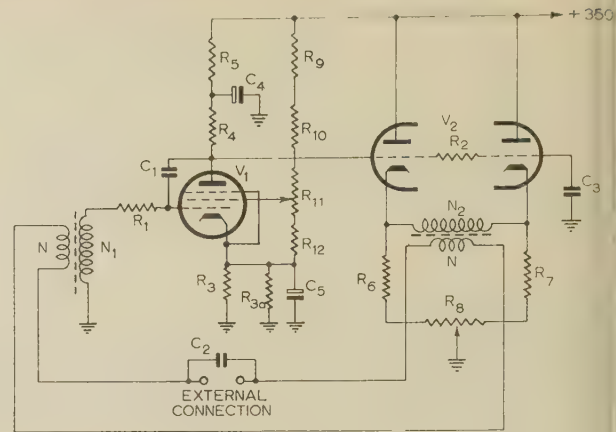 + 350
R5
C4
R9
R4
R10
V2
R2
C1
V1
R11
C3
N
N1
R1
R12
N2
N
R3
R3a
C5
R6
R7
R8
C2
EXTERNAL
CONNECTION